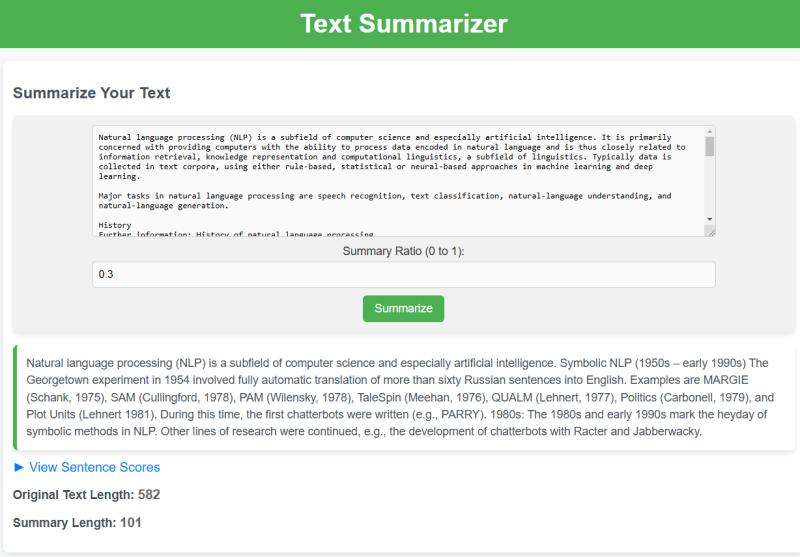 Text Summarizer
Summarize Your Text
Natural language processing (NLP) is a subfield of computer science and especially artificial intelligence. It is primarily
concerned with providing computers with the ability to process data encoded in natural language and is thus closely related to
information retrieval, knowledge representation and computational linguistics, a subfield of linguistics. Typically data is
collected in text corpora, using either rule-based, statistical or neural-based approaches in machine learning and deep
learning.
Major tasks in natural language processing are speech recognition, text classification, natural-language understanding, and
natural-language generation.
History
Further information: History of natural language processing
Summary Ratio (0 to 1):
0.3
Summarize
Natural language processing (NLP) is a subfield of computer science and especially artificial intelligence. Symbolic NLP (1950s – early 1990s) The
Georgetown experiment in 1954 involved fully automatic translation of more than sixty Russian sentences into English. Examples are MARGIE
(Schank, 1975), SAM (Cullingford, 1978), PAM (Wilensky, 1978), TaleSpin (Meehan, 1976), QUALM (Lehnert, 1977), Politics (Carbonell, 1979), and
Plot Units (Lehnert 1981). During this time, the first chatterbots were written (e.g., PARRY). 1980s: The 1980s and early 1990s mark the heyday of
symbolic methods in NLP. Other lines of research were continued, e.g., the development of chatterbots with Racter and Jabberwacky.
► View Sentence Scores
Original Text Length: 582
Summary Length: 101